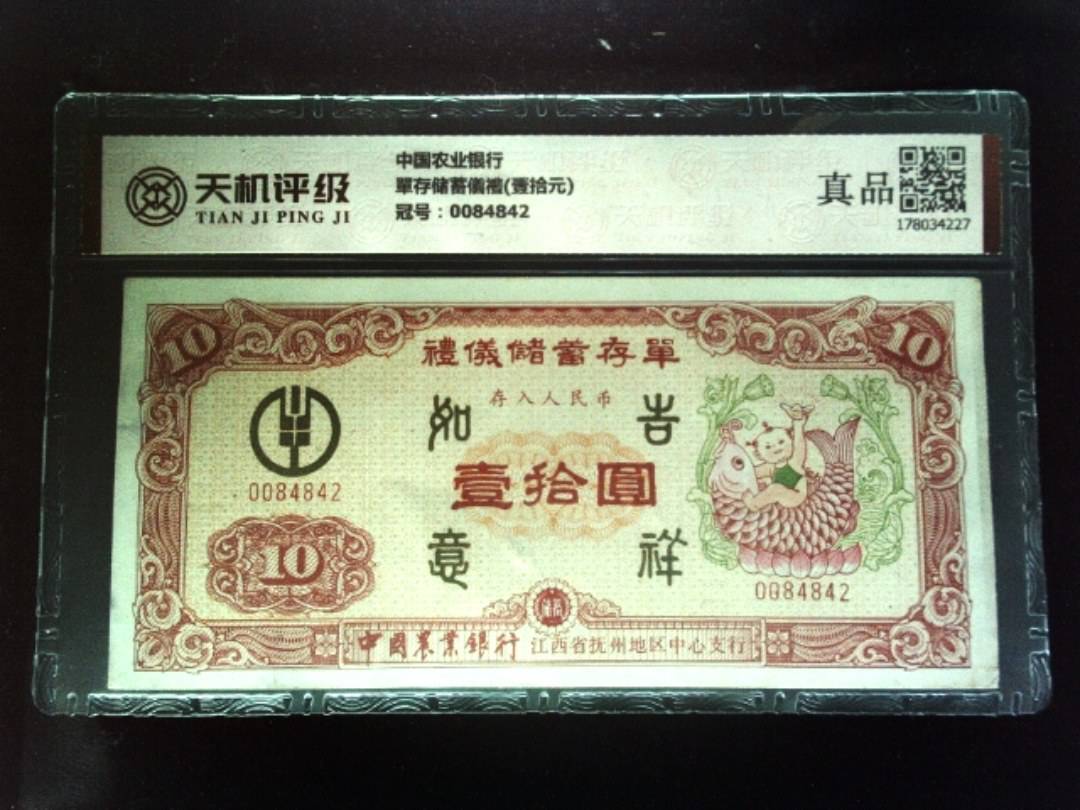 天机评级
TIAN JI PING JI
中国农业银行
單存储蓄儀禮(壹拾元)
冠号：0084842
真品
178034227
10
10
禮儀儲蓄存單
存入人民币
如
吉
0084842
壹拾圓
10
意
祥
0084842
中國農業銀行 江西省抚州地区中心支行